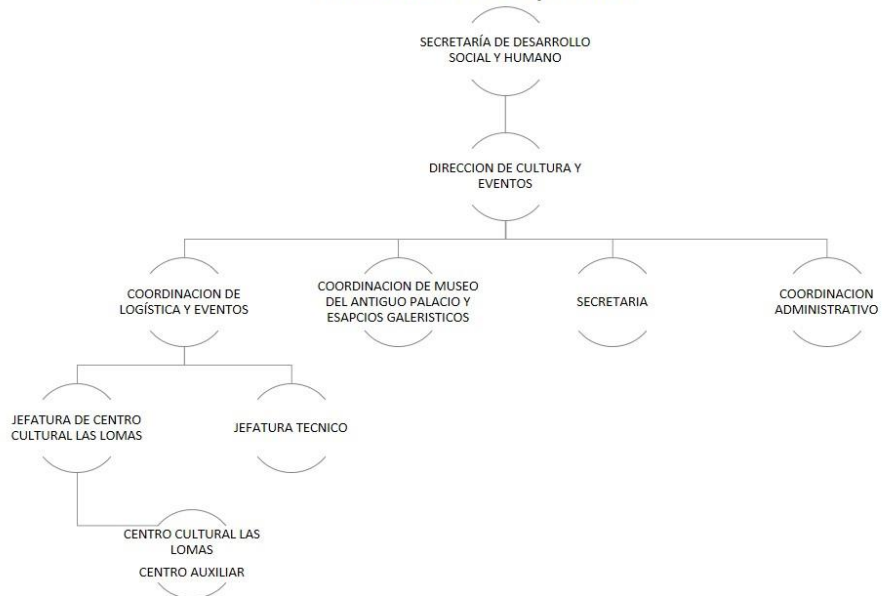 SECRETARÍA DE DESARROLLO
SOCIAL Y HUMANO
DIRECCION DE CULTURA Y
EVENTOS
COORDINACION DE
LOGÍSTICA Y EVENTOS
COORDINACION DE MUSEO
DEL ANTIGUO PALACIO Y
ESAPCIOS GALERISTICOS
SECRETARIA
COORDINACION
ADMINISTRATIVO
JEFATURA DE CENTRO
CULTURAL LAS LOMAS
JEFATURA TECNICO
CENTRO CULTURAL LAS
LOMAS
CENTRO AUXILIAR